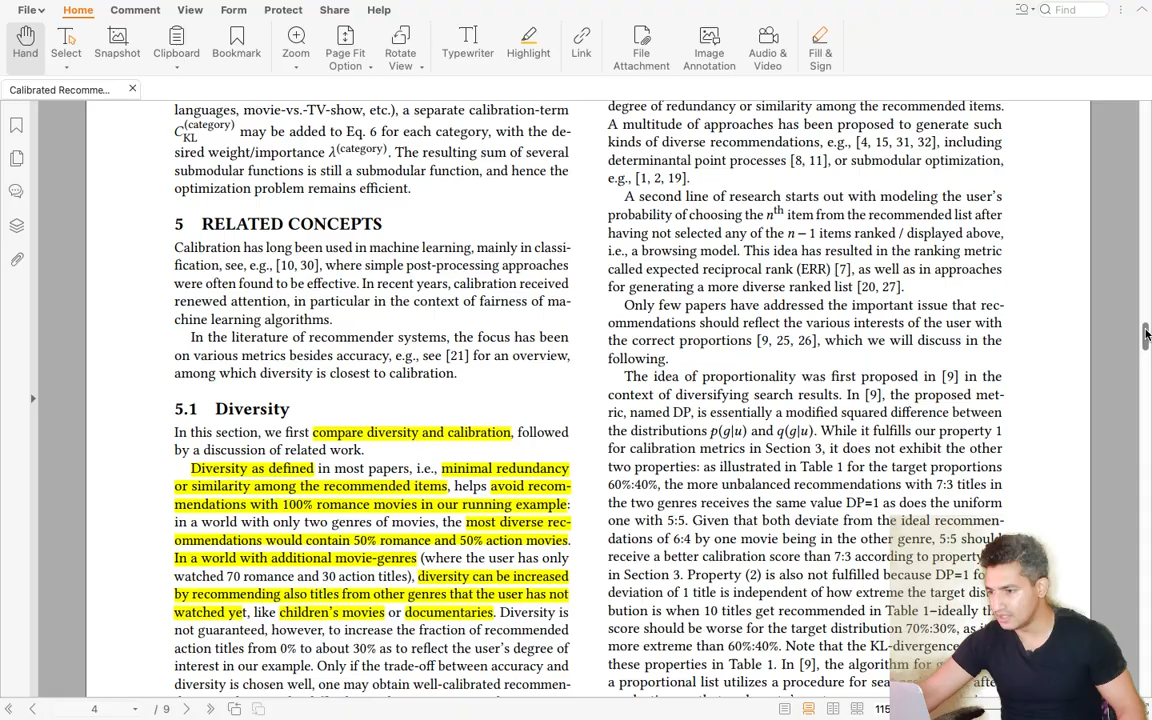 File Home Comment View Form Protect Share Help Find
Hand Select Snapshot Clipboard Bookmark Zoom Page Fit Option Rotate View Typewriter Highlight Link File Attachment Image Annotation Audio & Video Fill & Sign
Calibrated Recomme...
languages, movie-vs.-TV-show, etc.), a separate calibration-term
C_KL^(category) may be added to Eq. 6 for each category, with the de-
sired weight/importance λ^(category). The resulting sum of several
submodular functions is still a submodular function, and hence the
optimization problem remains efficient.
5 RELATED CONCEPTS
Calibration has long been used in machine learning, mainly in classi-
fication, see, e.g., [10, 30], where simple post-processing approaches
were often found to be effective. In recent years, calibration received
renewed attention, in particular in the context of fairness of ma-
chine learning algorithms.
In the literature of recommender systems, the focus has been
on various metrics besides accuracy, e.g., see [21] for an overview,
among which diversity is closest to calibration.
5.1 Diversity
In this section, we first compare diversity and calibration, followed
by a discussion of related work.
Diversity as defined in most papers, i.e., minimal redundancy
or similarity among the recommended items, helps avoid recom-
mendations with 100% romance movies in our running example:
in a world with only two genres of movies, the most diverse rec-
ommendations would contain 50% romance and 50% action movies.
In a world with additional movie-genres (where the user has only
watched 70 romance and 30 action titles), diversity can be increased
by recommending also titles from other genres that the user has not
watched yet, like children's movies or documentaries. Diversity is
not guaranteed, however, to increase the fraction of recommended
action titles from 0% to about 30% as to reflect the user's degree of
interest in our example. Only if the trade-off between accuracy and
diversity is chosen well, one may obtain well-calibrated recommen-
degree of redundancy or similarity among the recommended items.
A multitude of approaches has been proposed to generate such
kinds of diverse recommendations, e.g., [4, 15, 31, 32], including
determinantal point processes [8, 11], or submodular optimization,
e.g., [1, 2, 19].
A second line of research starts out with modeling the user's
probability of choosing the n^th item from the recommended list after
having not selected any of the n − 1 items ranked / displayed above,
i.e., a browsing model. This idea has resulted in the ranking metric
called expected reciprocal rank (ERR) [7], as well as in approaches
for generating a more diverse ranked list [20, 27].
Only few papers have addressed the important issue that rec-
ommendations should reflect the various interests of the user with
the correct proportions [9, 25, 26], which we will discuss in the
following.
The idea of proportionality was first proposed in [9] in the
context of diversifying search results. In [9], the proposed met-
ric, named DP, is essentially a modified squared difference between
the distributions p(g|u) and q(g|u). While it fulfills our property 1
for calibration metrics in Section 3, it does not exhibit the other
two properties: as illustrated in Table 1 for the target proportions
60%:40%, the more unbalanced recommendations with 7:3 titles in
the two genres receives the same value DP=1 as does the uniform
one with 5:5. Given that both deviate from the ideal recommen-
dations of 6:4 by one movie being in the other genre, 5:5 should
receive a better calibration score than 7:3 according to property
in Section 3. Property (2) is also not fulfilled because DP=1
deviation of 1 title is independent of how extreme the target dis
bution is when 10 titles get recommended in Table 1–ideally
score should be worse for the target distribution 70%:30%, as
more extreme than 60%:40%. Note that the KL-divergence
these properties in Table 1. In [9], the algorithm for
a proportional list utilizes a procedure for
4 / 9 115